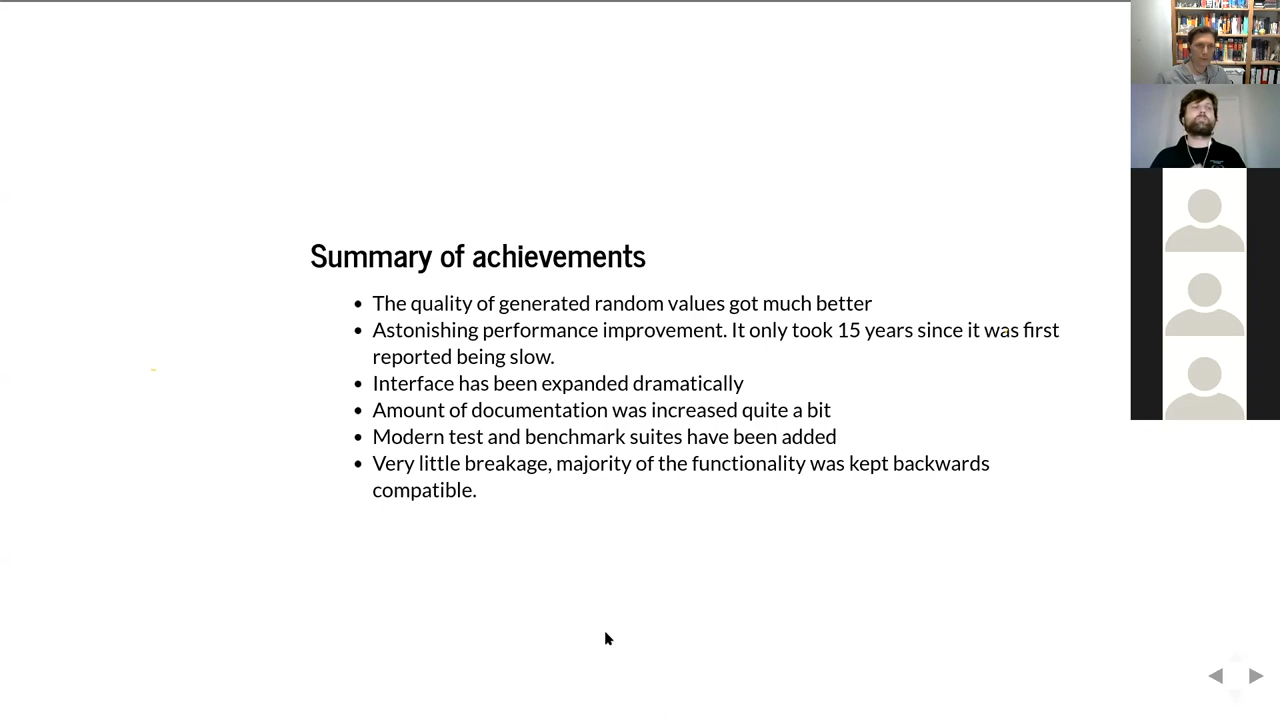 Summary of achievements
• The quality of generated random values got much better
• Astonishing performance improvement. It only took 15 years since it was first
reported being slow.
• Interface has been expanded dramatically
• Amount of documentation was increased quite a bit
• Modern test and benchmark suites have been added
• Very little breakage, majority of the functionality was kept backwards
compatible.